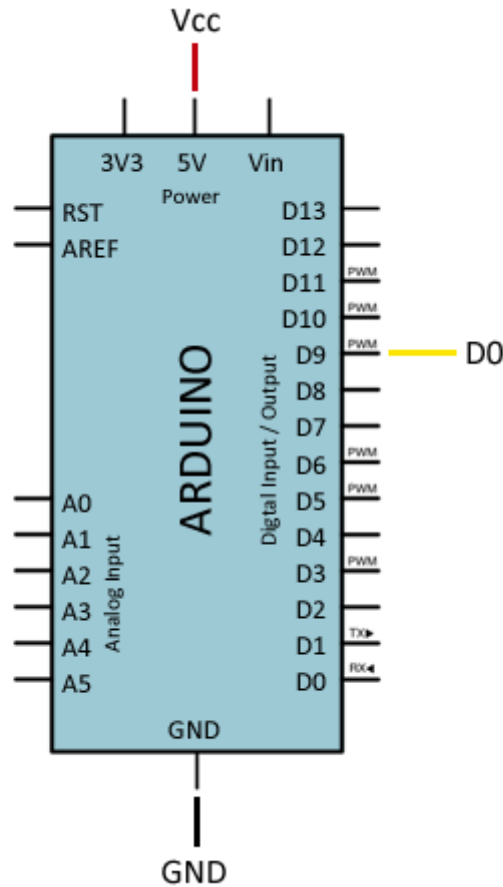 Vcc
3V3 5V Vin
Power
RST D13
AREF D12
D11 PWM
D10 PWM
D9 PWM D0
D8
D7
D6 PWM
A0 D5 PWM
A1 D4
A2 D3 PWM
A3 D2
A4 D1 TX▶
A5 D0 RX◀
ARDUINO
Analog Input
Digtal Input / Output
GND
GND